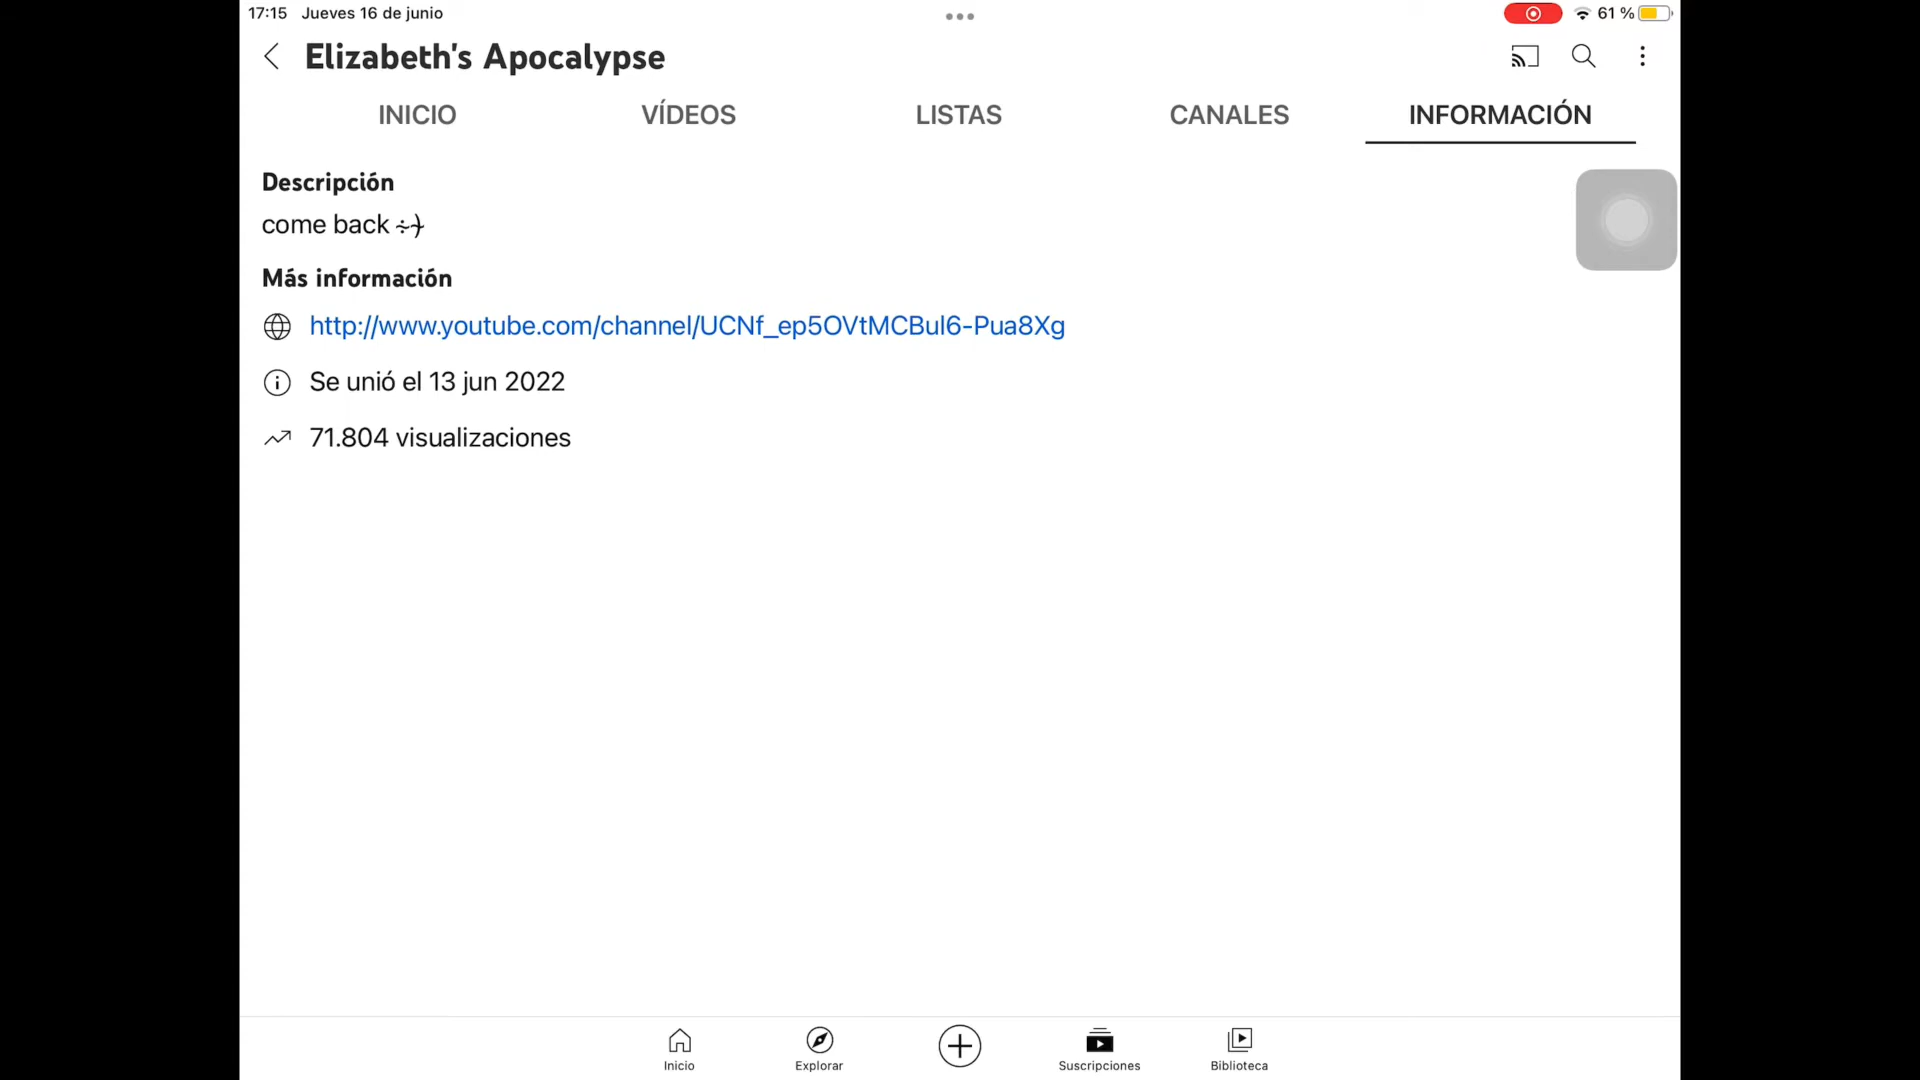 17:15 Jueves 16 de junio
61 %
Elizabeth's Apocalypse
INICIO VÍDEOS LISTAS CANALES INFORMACIÓN
Descripción
come back ÷)
Más información
http://www.youtube.com/channel/UCNf_ep5OVtMCBul6-Pua8Xg
Se unió el 13 jun 2022
71.804 visualizaciones
Inicio Explorar Suscripciones Biblioteca